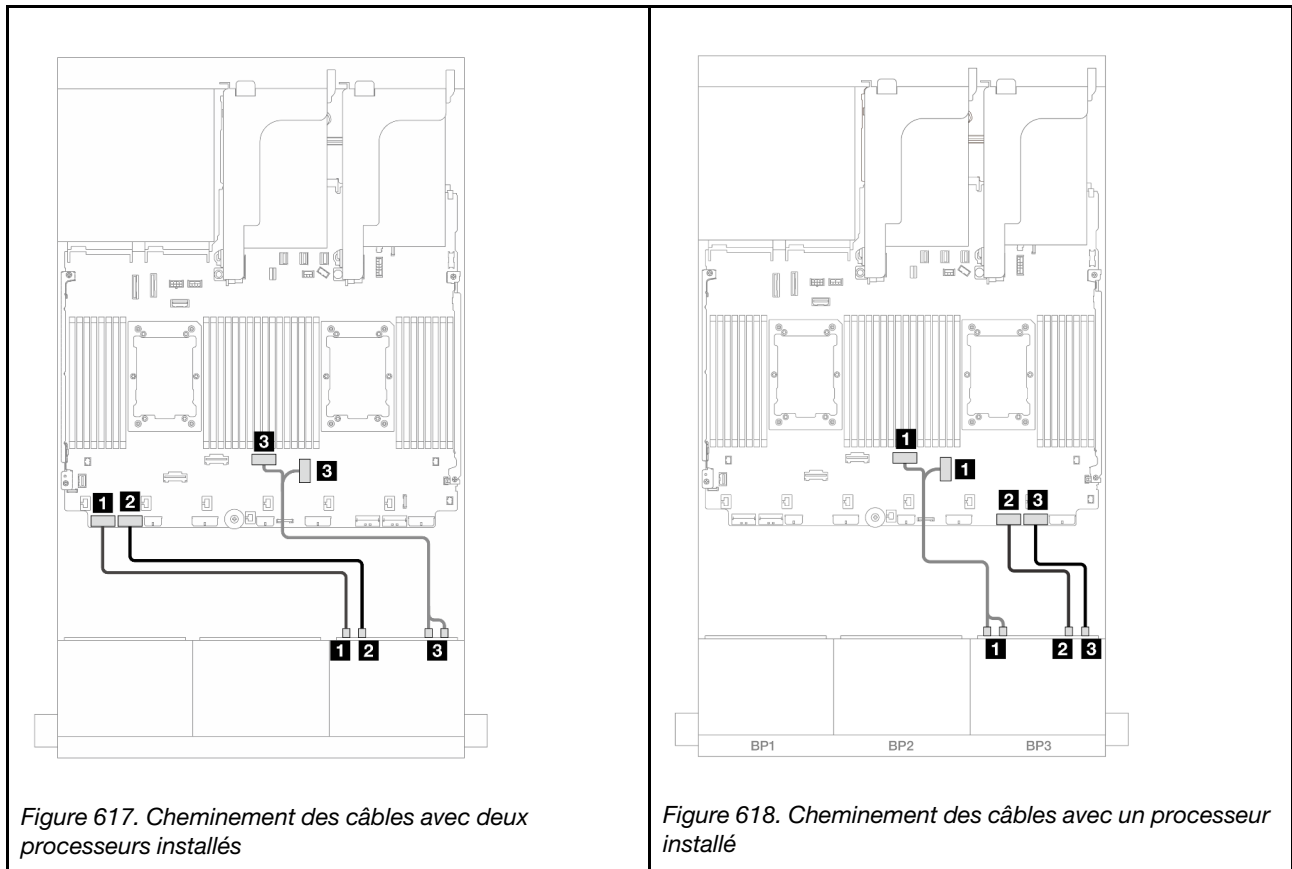 3
3
1 2
1 2 3
Figure 617. Cheminement des câbles avec deux
processeurs installés
1
1
2 3
1 2 3
BP1 BP2 BP3
Figure 618. Cheminement des câbles avec un processeur
installé